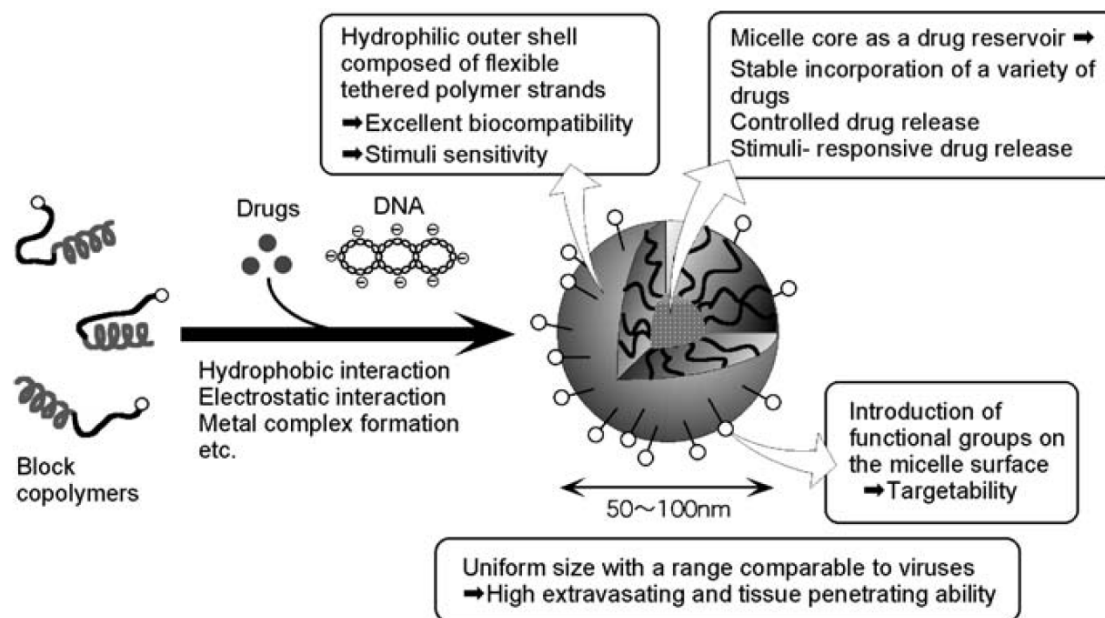 Hydrophilic outer shell
composed of flexible
tethered polymer strands
➡Excellent biocompatibility
➡Stimuli sensitivity
Micelle core as a drug reservoir ➡
Stable incorporation of a variety of
drugs
Controlled drug release
Stimuli- responsive drug release
Drugs
DNA
Hydrophobic interaction
Electrostatic interaction
Metal complex formation
etc.
Block
copolymers
Introduction of
functional groups on
the micelle surface
➡Targetability
50～100nm
Uniform size with a range comparable to viruses
➡High extravasating and tissue penetrating ability